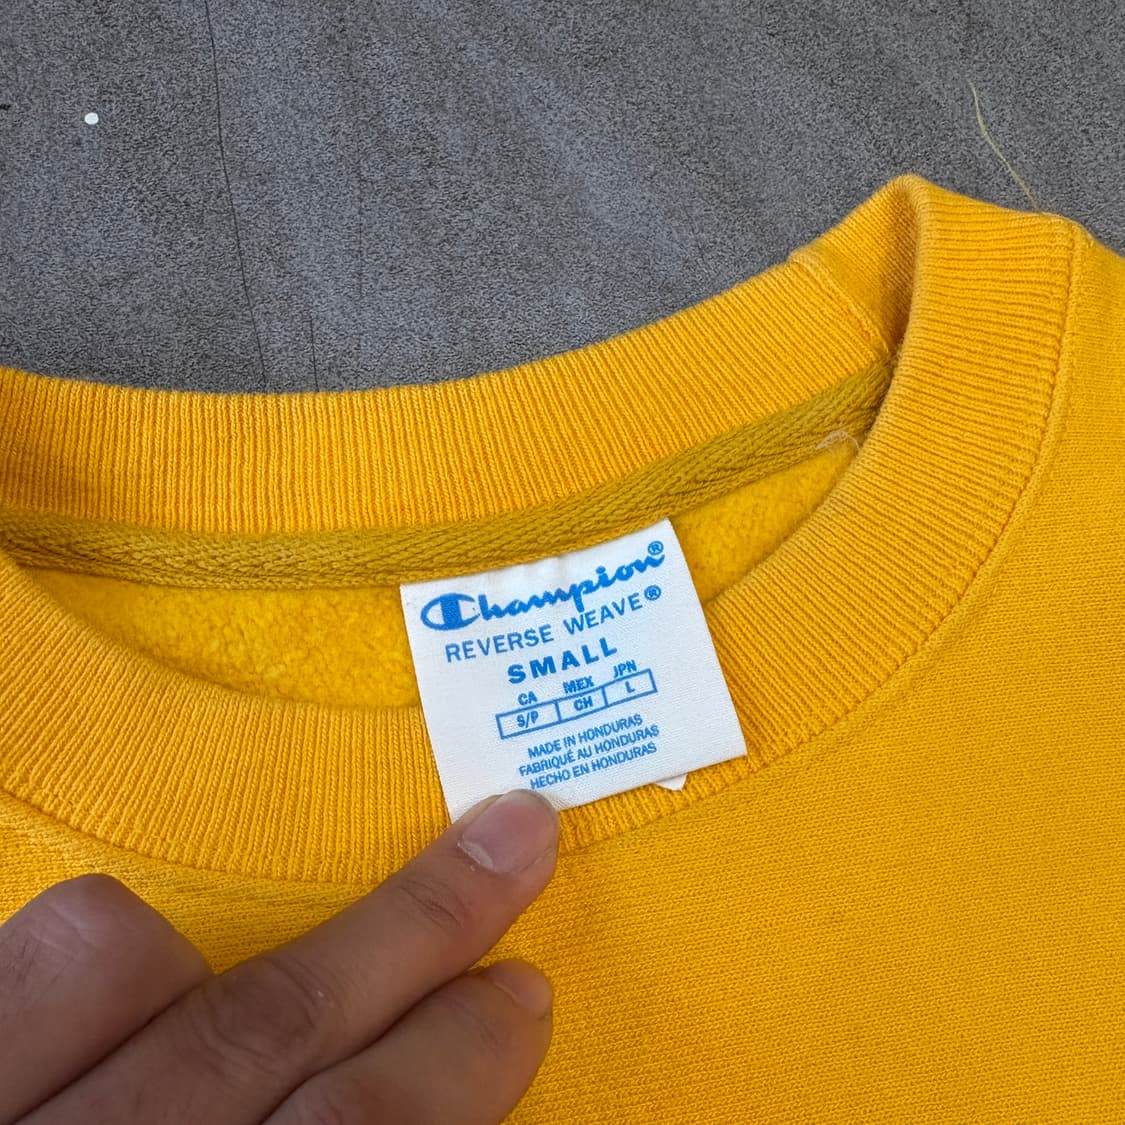 Champion®
REVERSE WEAVE®
SMALL
CA MEX JPN
S/P CH L
MADE IN HONDURAS
FABRIQUÉ AU HONDURAS
HECHO EN HONDURAS